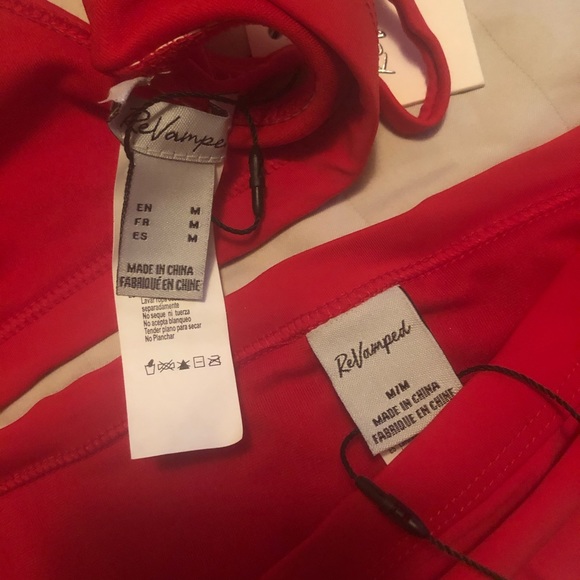 ReVamped
EN M
FR M
ES M
MADE IN CHINA
FABRIQUÉ EN CHINE
separadamente
No seque ni tuerza
No acepta blanqueo
Tender plano para secar
No Planchar
ReVamped
M/M
MADE IN CHINA
FABRIQUE EN CHINE